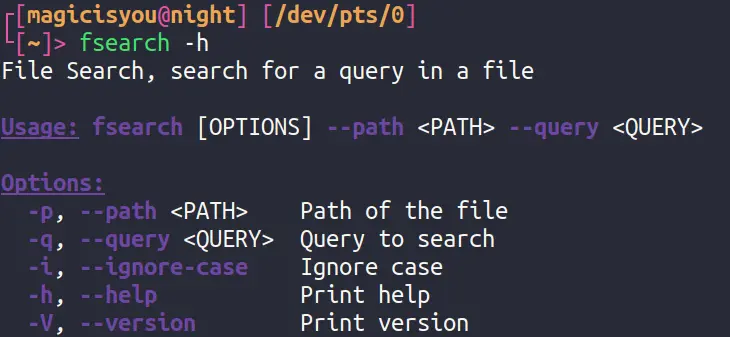 [magicisyou@night] [/dev/pts/0]
[~]> fsearch -h
File Search, search for a query in a file
Usage: fsearch [OPTIONS] --path <PATH> --query <QUERY>
Options:
-p, --path <PATH>    Path of the file
-q, --query <QUERY>  Query to search
-i, --ignore-case    Ignore case
-h, --help           Print help
-V, --version        Print version